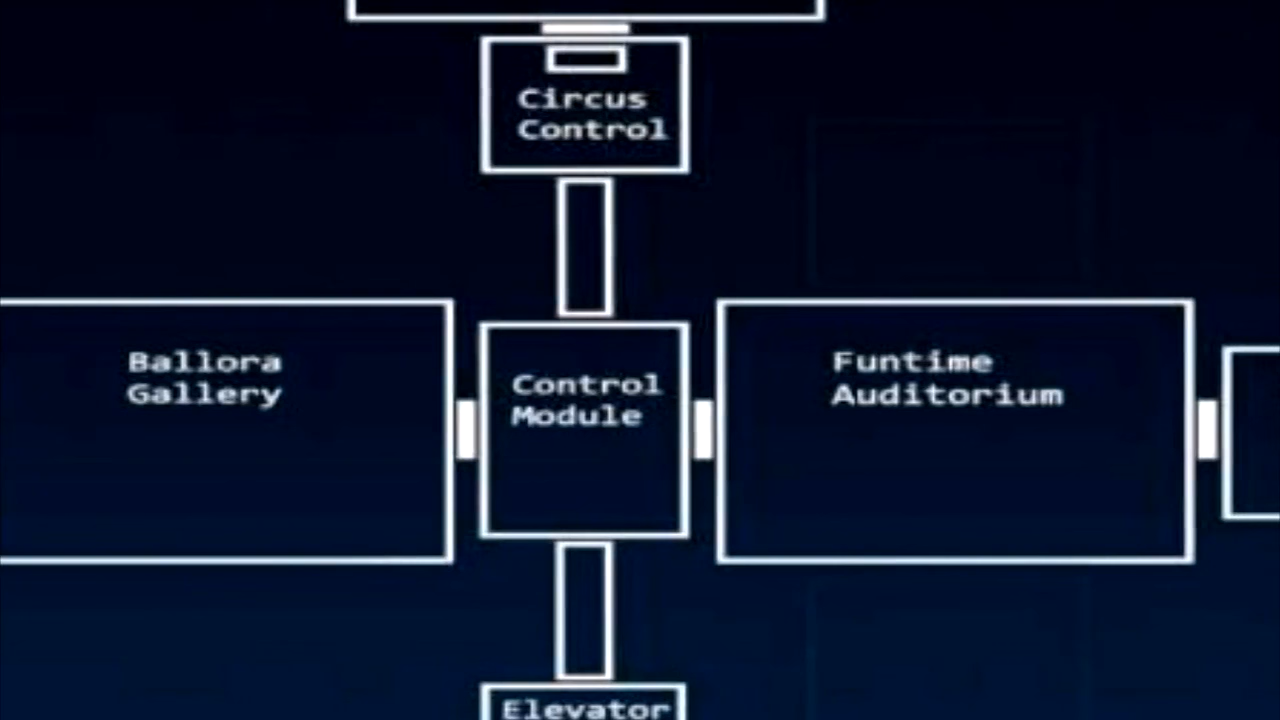 Circus
Control
Ballora
Gallery
Control
Module
Funtime
Auditorium
Elevator